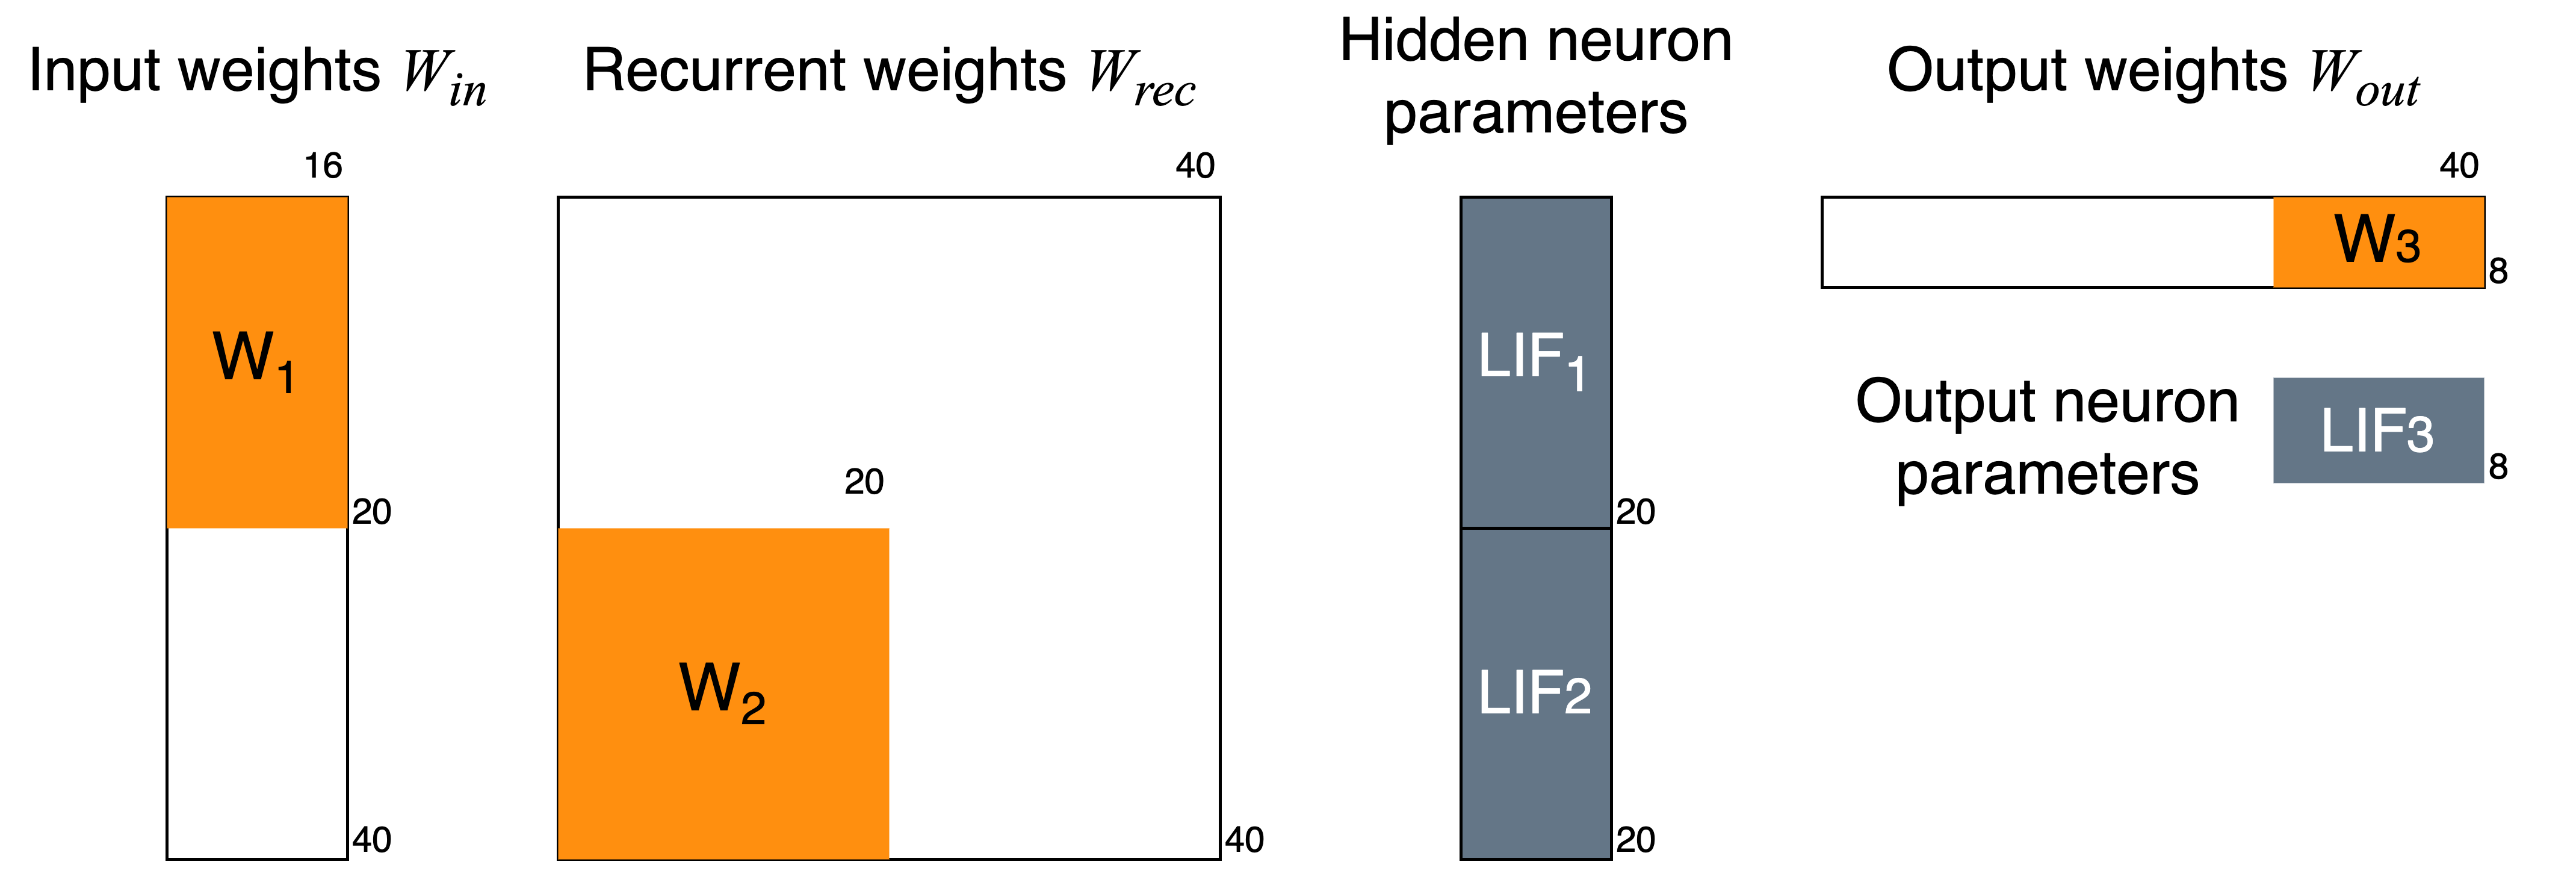 Input weights W_in
16
W1
20
40
Recurrent weights W_rec
40
20
W2
40
Hidden neuron
parameters
LIF1
20
LIF2
20
Output weights W_out
40
W3
8
Output neuron
parameters
LIF3
8